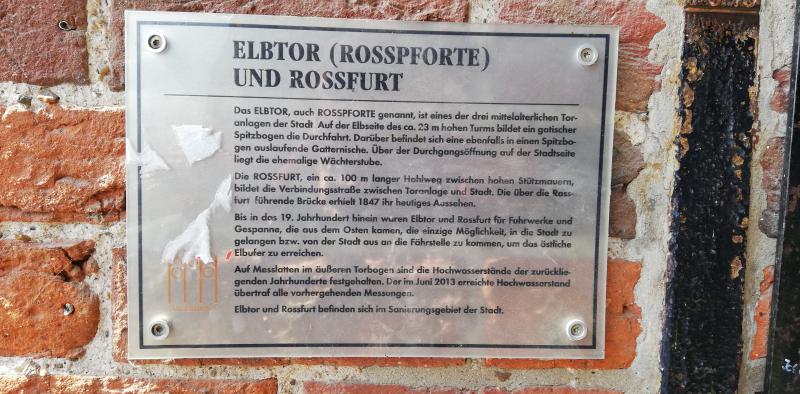 ELBTOR (ROSSPFORTE)
UND ROSSFURT
Das ELBTOR, auch ROSSPFORTE genannt, ist eines der drei mittelalterlichen Tor-
anlagen der Stadt Auf der Elbseite des ca. 23 m hohen Turms bildet ein gotischer
Spitzbogen die Durchfahrt. Darüber befindet sich eine ebenfalls in einen Spitzbo-
gen auslaufende Gatternische. Über der Durchgangsöffnung auf der Stadtseite
liegt die ehemalige Wächterstube.
Die ROSSFURT, ein ca. 100 m langer Hohlweg zwischen hohen Stützmauern,
bildet die Verbindungsstraße zwischen Toranlage und Stadt. Die über die Ross-
furt führende Brücke erhielt 1847 ihr heutiges Aussehen.
Bis in das 19. Jahrhundert hinein wuren Elbtor und Rossfurt für Fuhrwerke und
Gespanne, die aus dem Osten kamen, die einzige Möglichkeit, in die Stadt zu
gelangen bzw. von der Stadt aus an die Fährstelle zu kommen, um das östliche
Elbufer zu erreichen.
Auf Messlatten im äußeren Torbogen sind die Hochwasserstände der zurücklie-
genden Jahrhunderte festgehalten. Der im Juni 2013 erreichte Hochwasserstand
übertraf alle vorhergehenden Messungen.
Elbtor und Rossfurt befinden sich im Sanierungsgebiet der Stadt.